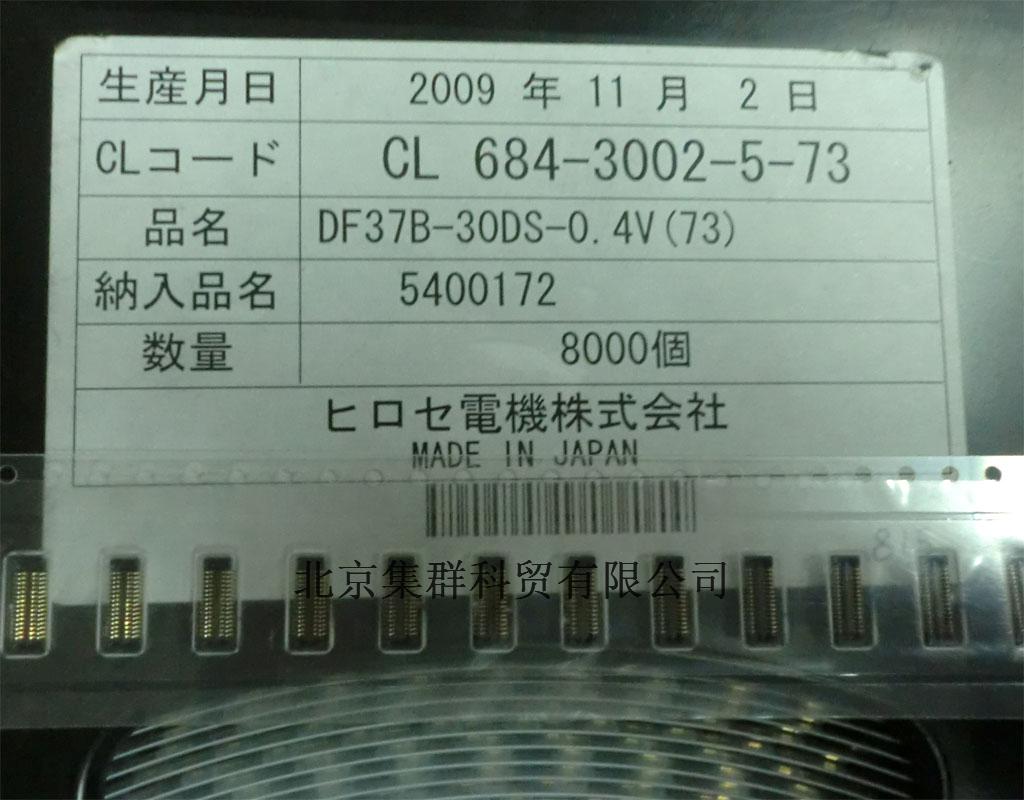 生産月日 2009 年 11 月 2 日
CLコード CL 684-3002-5-73
品名 DF37B-30DS-0.4V(73)
納入品名 5400172
数量 8000個
ヒロセ電機株式会社
MADE IN JAPAN
北京集群科贸有限公司